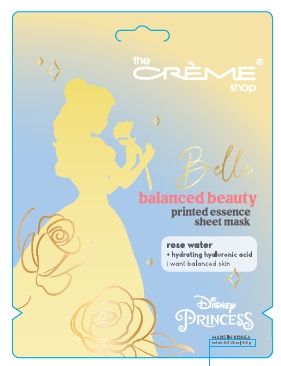 the
CRÈME®
shop
Belle
balanced beauty
printed essence
sheet mask
rose water
+ hydrating hyaluronic acid
i want balanced skin
Disney
PRINCESS
MADE IN KOREA